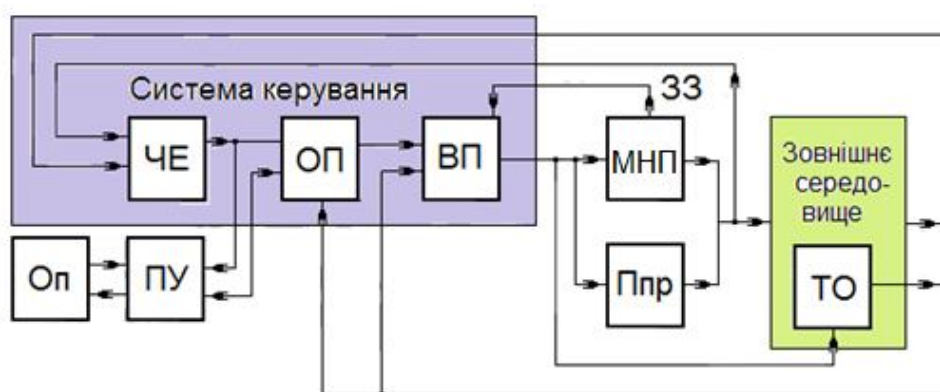 Система керування
ЗЗ
ЧЕ
ОП
ВП
МНП
Зовнішнє
середо-
вище
Оп
ПУ
Ппр
ТО